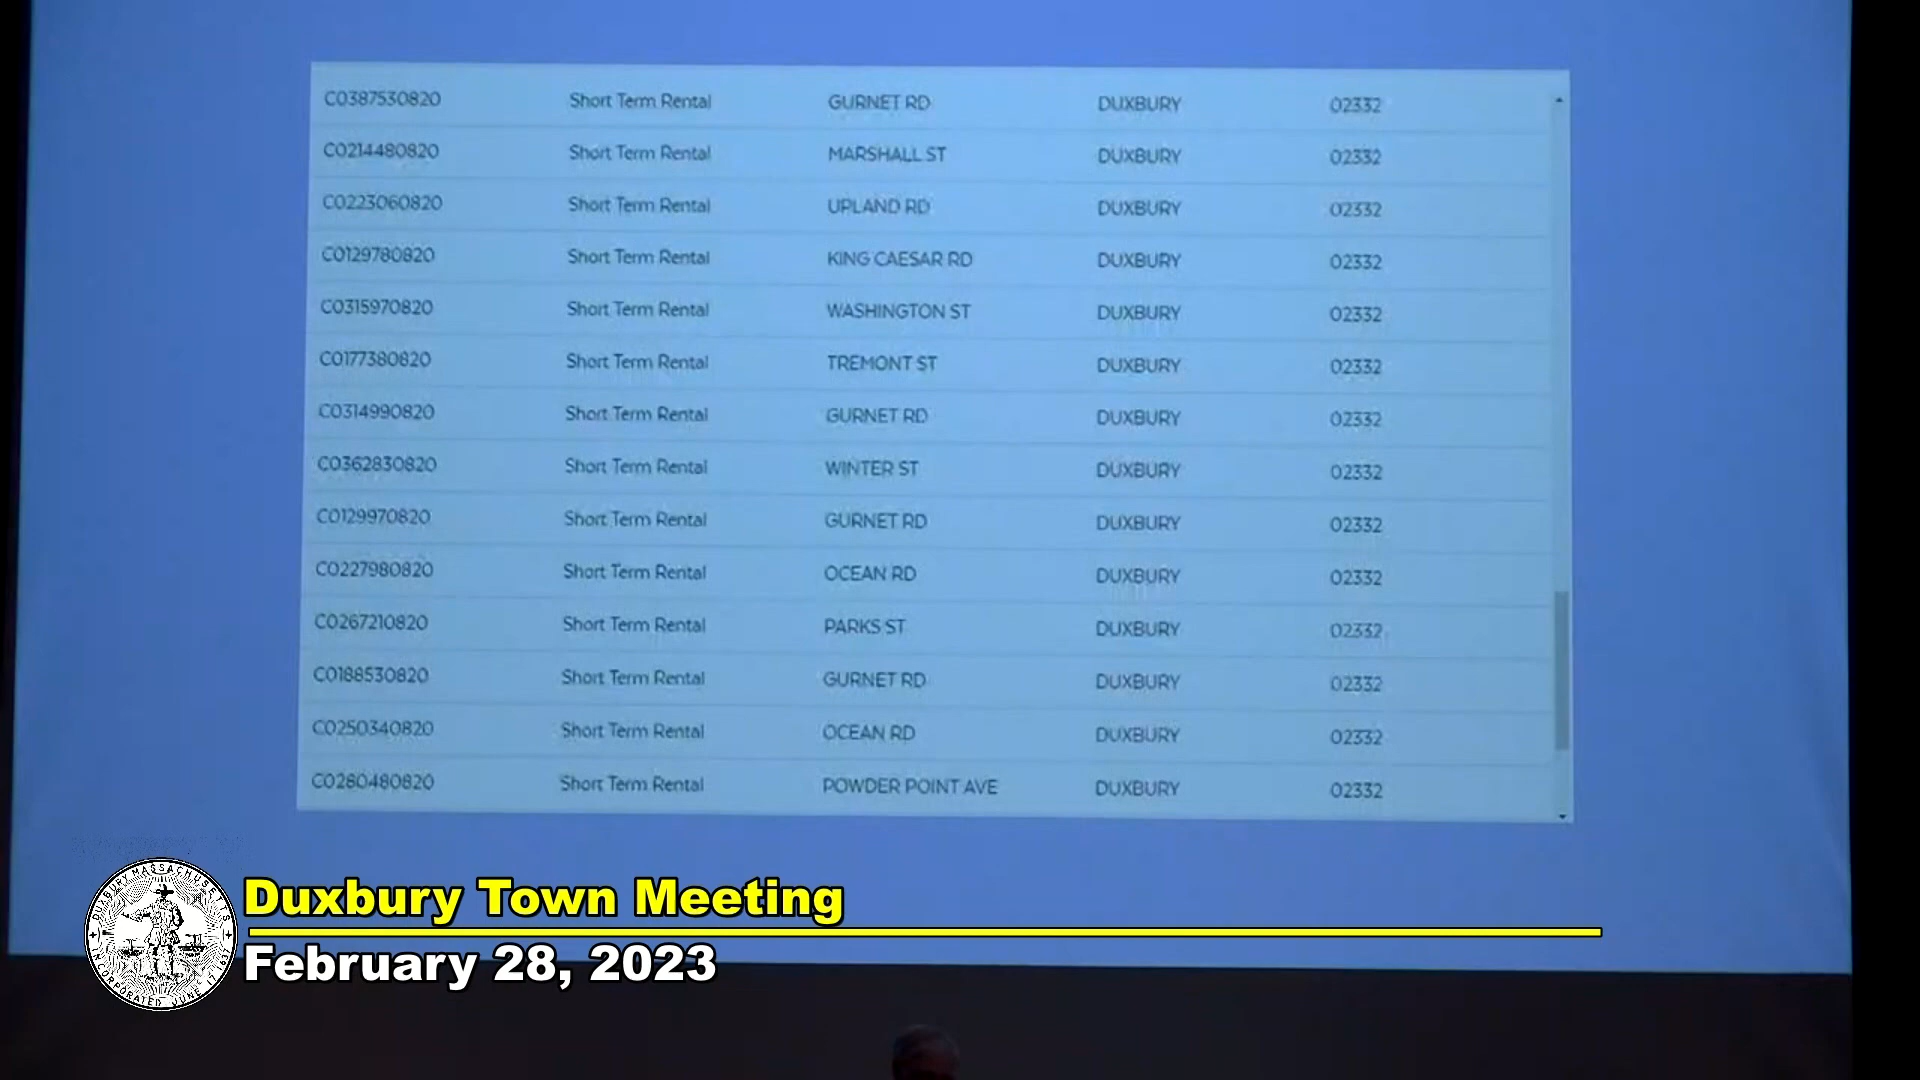 C0387530820 Short Term Rental GURNET RD DUXBURY 02332
C0214480820 Short Term Rental MARSHALL ST DUXBURY 02332
C0223060820 Short Term Rental UPLAND RD DUXBURY 02332
C0129780820 Short Term Rental KING CAESAR RD DUXBURY 02332
C0315970820 Short Term Rental WASHINGTON ST DUXBURY 02332
C0177380820 Short Term Rental TREMONT ST DUXBURY 02332
C0314990820 Short Term Rental GURNET RD DUXBURY 02332
C0362830820 Short Term Rental WINTER ST DUXBURY 02332
C0129970820 Short Term Rental GURNET RD DUXBURY 02332
C0227980820 Short Term Rental OCEAN RD DUXBURY 02332
C0267210820 Short Term Rental PARKS ST DUXBURY 02332
C0188530820 Short Term Rental GURNET RD DUXBURY 02332
C0250340820 Short Term Rental OCEAN RD DUXBURY 02332
C0280480820 Short Term Rental POWDER POINT AVE DUXBURY 02332
DUXBURY MASSACHUSETTS
INCORPORATED JUNE 17 1637
Duxbury Town Meeting
February 28, 2023